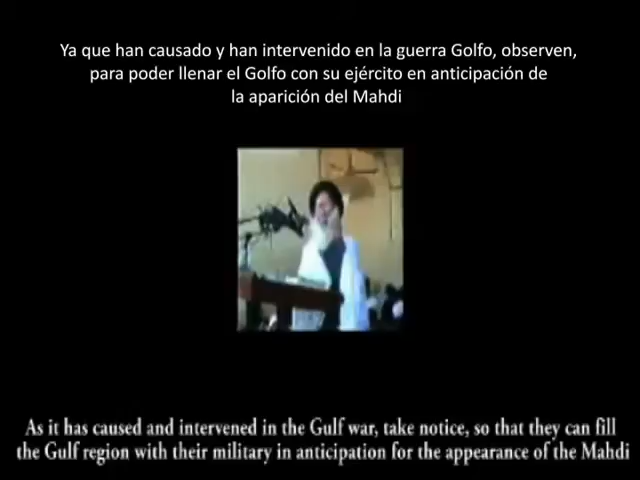 Ya que han causado y han intervenido en la guerra Golfo, observen,
para poder llenar el Golfo con su ejército en anticipación de
la aparición del Mahdi
As it has caused and intervened in the Gulf war, take notice, so that they can fill
the Gulf region with their military in anticipation for the appearance of the Mahdi